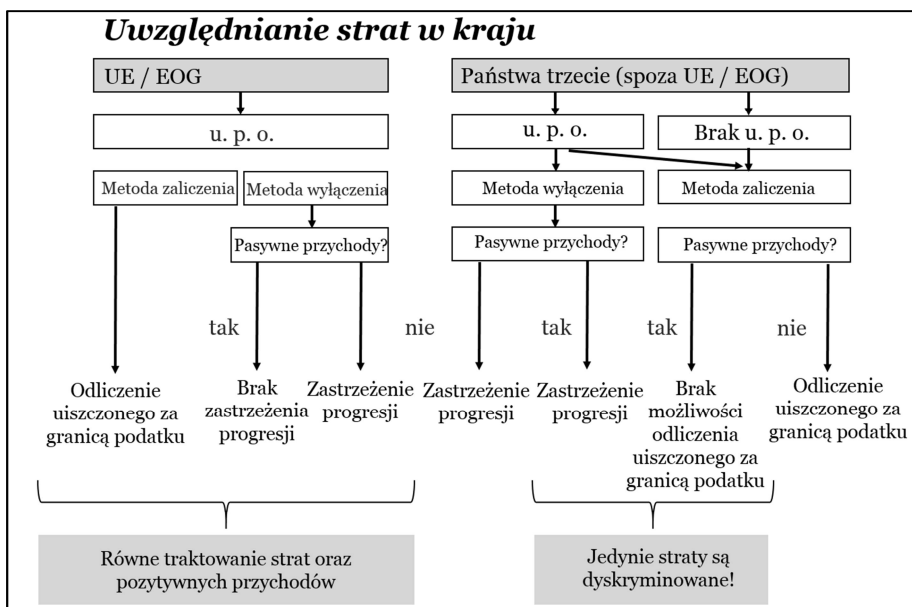 Uwzględnianie strat w kraju
UE / EOG
Państwa trzecie (spoza UE / EOG)
u. p. o.
u. p. o.
Brak u. p. o.
Metoda zaliczenia
Metoda wyłączenia
Metoda wyłączenia
Metoda zaliczenia
Pasywne przychody?
Pasywne przychody?
Pasywne przychody?
tak
nie
tak
tak
nie
Odliczenie
uiszczonego za
granicą podatku
Brak
zastrzeżenia
progresji
Zastrzeżenie
progresji
Zastrzeżenie
progresji
Zastrzeżenie
progresji
Brak
możliwości
odliczenia
uiszczonego za
granicą podatku
Odliczenie
uiszczonego za
granicą podatku
Równe traktowanie strat oraz
pozytywnych przychodów
Jedynie straty są
dyskryminowane!